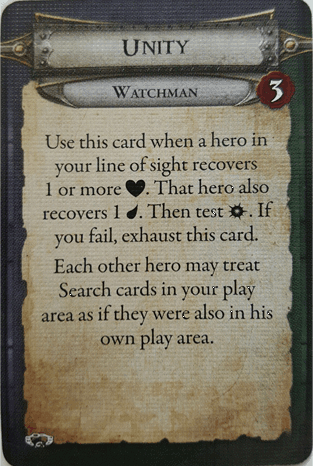 UNITY
WATCHMAN
3
Use this card when a hero in
your line of sight recovers
1 or more ♥. That hero also
recovers 1 . Then test . If
you fail, exhaust this card.
Each other hero may treat
Search cards in your play
area as if they were also in his
own play area.